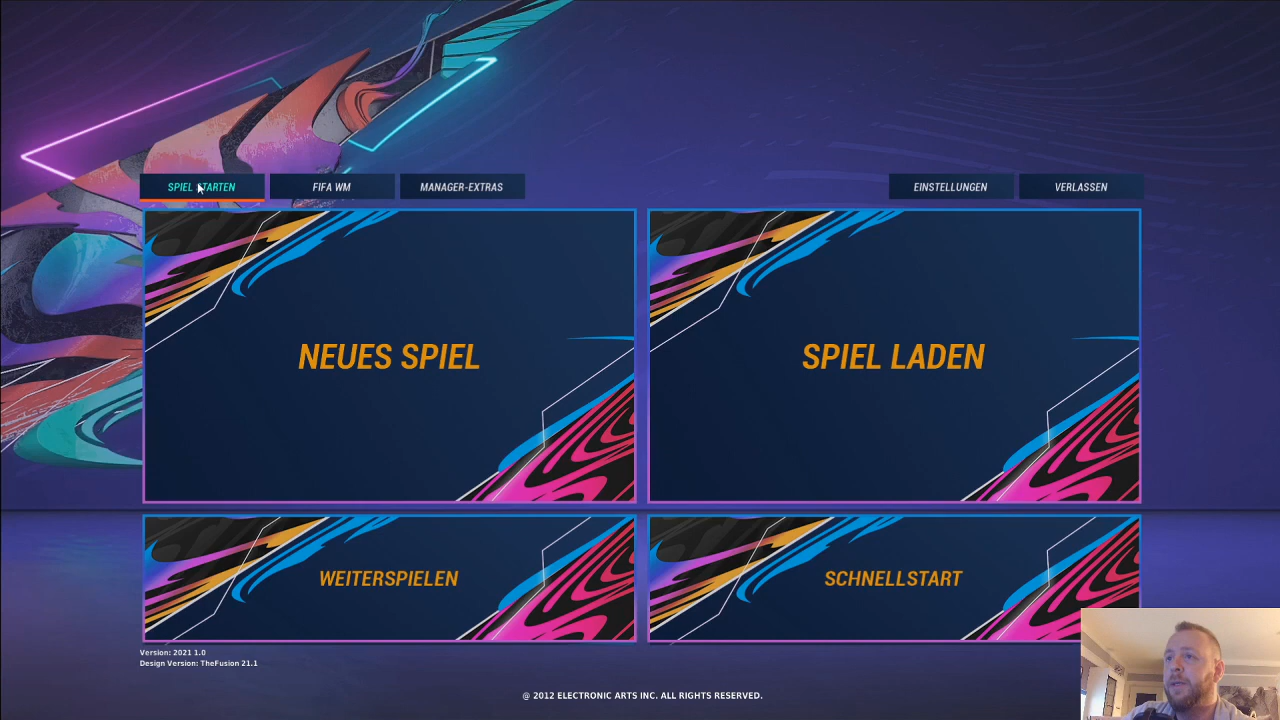 SPIEL STARTEN
FIFA WM
MANAGER-EXTRAS
EINSTELLUNGEN
VERLASSEN
NEUES SPIEL
SPIEL LADEN
WEITERSPIELEN
SCHNELLSTART
Version: 2021 1.0
Design Version: TheFusion 21.1
@ 2012 ELECTRONIC ARTS INC. ALL RIGHTS RESERVED.